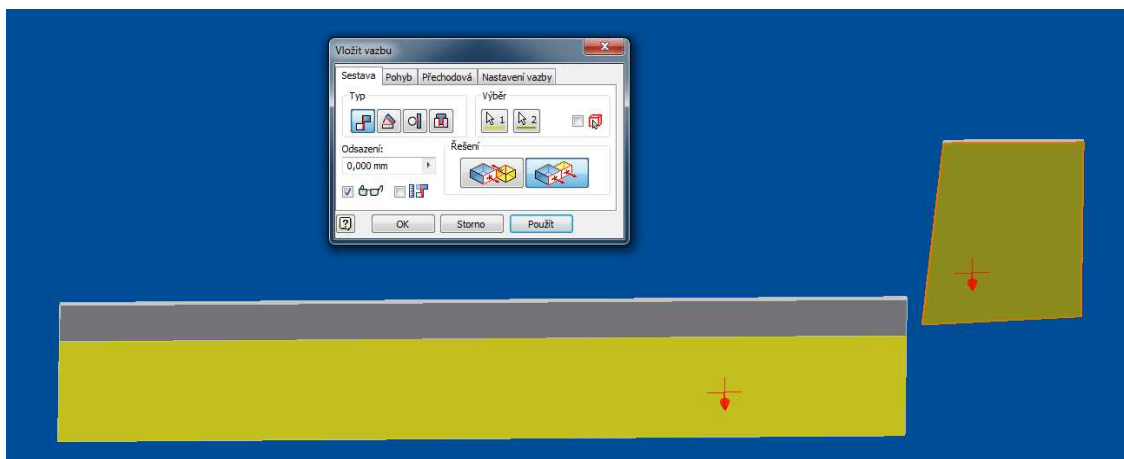 Vložit vazbu
Sestava Pohyb Přechodová Nastavení vazby
Typ Výběr
1 2
Odsazení: Řešení
0,000 mm
OK Storno Použít